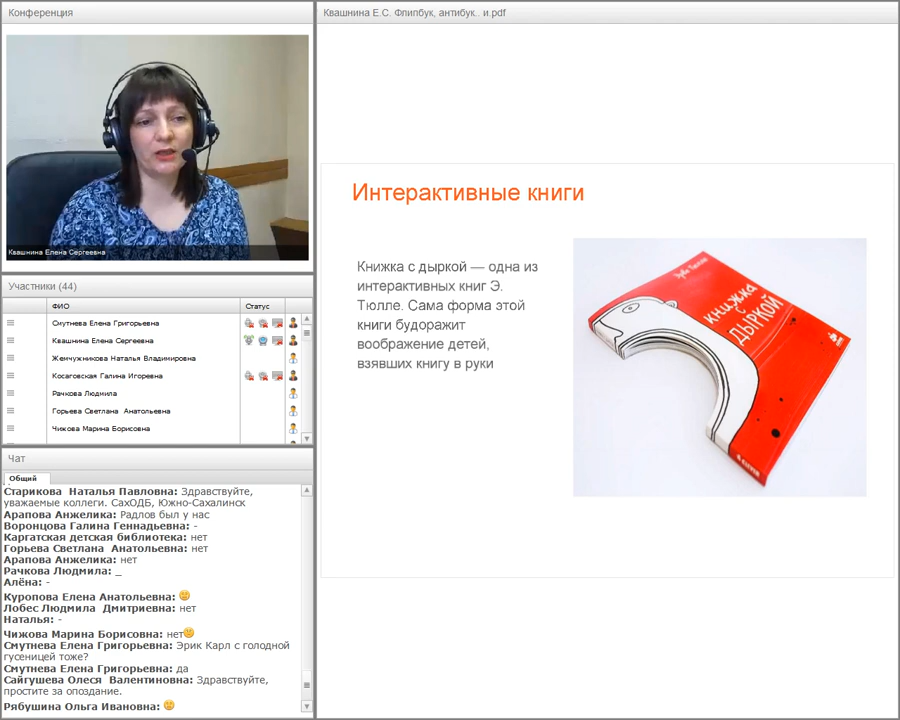 Конференция
Квашнина Елена Сергеевна
Участники (44)
ФИО
Статус
Смутнева Елена Григорьевна
Квашнина Елена Сергеевна
Жемчужникова Наталья Владимировна
Косаговская Галина Игоревна
Рачкова Людмила
Горьева Светлана Анатольевна
Чижова Марина Борисовна
Чат
Общий
Старикова Наталья Павловна: Здравствуйте,
уважаемые коллеги. СахОДБ, Южно-Сахалинск
Арапова Анжелика: Радлов был у нас
Воронцова Галина Геннадьевна: -
Каргатская детская библиотека: нет
Горьева Светлана Анатольевна: нет
Арапова Анжелика: нет
Рачкова Людмила: _
Алёна: -
Куропова Елена Анатольевна:
Лобес Людмила Дмитриевна: нет
Наталья: -
Чижова Марина Борисовна: нет
Смутнева Елена Григорьевна: Эрик Карл с голодной
гусеницей тоже?
Смутнева Елена Григорьевна: да
Сайгушева Олеся Валентиновна: Здравствуйте,
простите за опоздание.
Рябушина Ольга Ивановна:
Квашнина Е.С. Флипбук, антибук.. и.pdf
Интерактивные книги
Книжка с дыркой — одна из
интерактивных книг Э.
Тюлле. Сама форма этой
книги будоражит
воображение детей,
взявших книгу в руки
книжка
с
дыркой